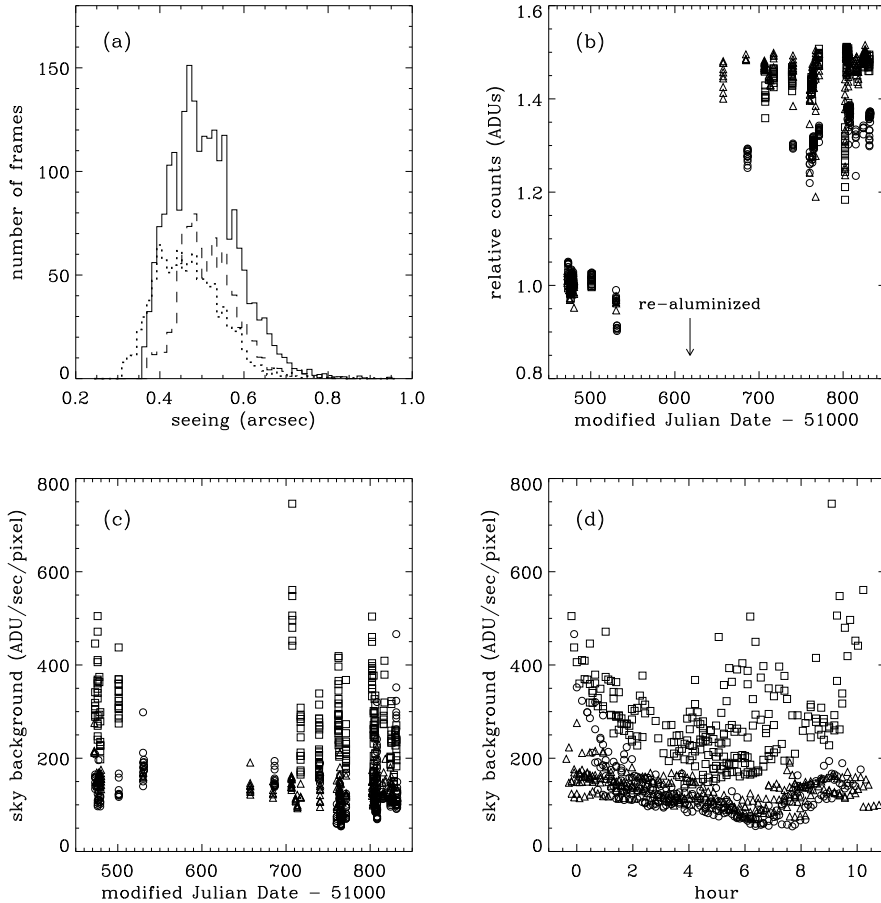 (a)
number of frames
150
100
50
0
0.2
0.4
0.6
0.8
1.0
seeing (arcsec)
(b)
relative counts (ADUs)
1.6
1.4
1.2
1.0
0.8
re-aluminized
500
600
700
800
modified Julian Date - 51000
(c)
sky background (ADU/sec/pixel)
800
600
400
200
0
500
600
700
800
modified Julian Date - 51000
(d)
sky background (ADU/sec/pixel)
800
600
400
200
0
0
2
4
6
8
10
hour